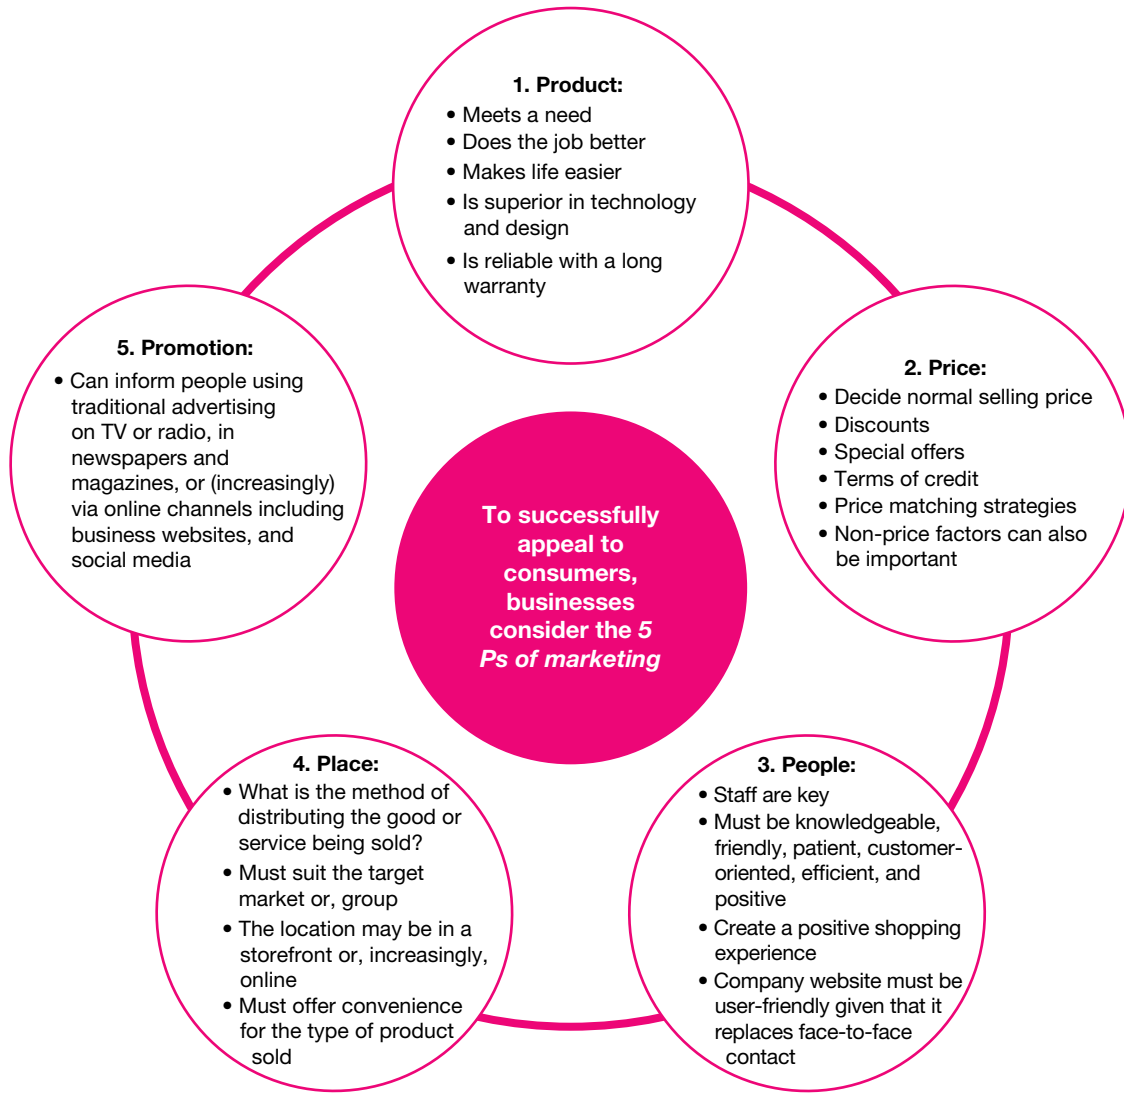 1. Product:
• Meets a need
• Does the job better
• Makes life easier
• Is superior in technology
and design
• Is reliable with a long
warranty
2. Price:
• Decide normal selling price
• Discounts
• Special offers
• Terms of credit
• Price matching strategies
• Non-price factors can also
be important
3. People:
• Staff are key
• Must be knowledgeable,
friendly, patient, customer-
oriented, efficient, and
positive
• Create a positive shopping
experience
• Company website must be
user-friendly given that it
replaces face-to-face
contact
4. Place:
• What is the method of
distributing the good or
service being sold?
• Must suit the target
market or, group
• The location may be in a
storefront or, increasingly,
online
• Must offer convenience
for the type of product
sold
5. Promotion:
• Can inform people using
traditional advertising
on TV or radio, in
newspapers and
magazines, or (increasingly)
via online channels including
business websites, and
social media
To successfully
appeal to
consumers,
businesses
consider the 5
Ps of marketing